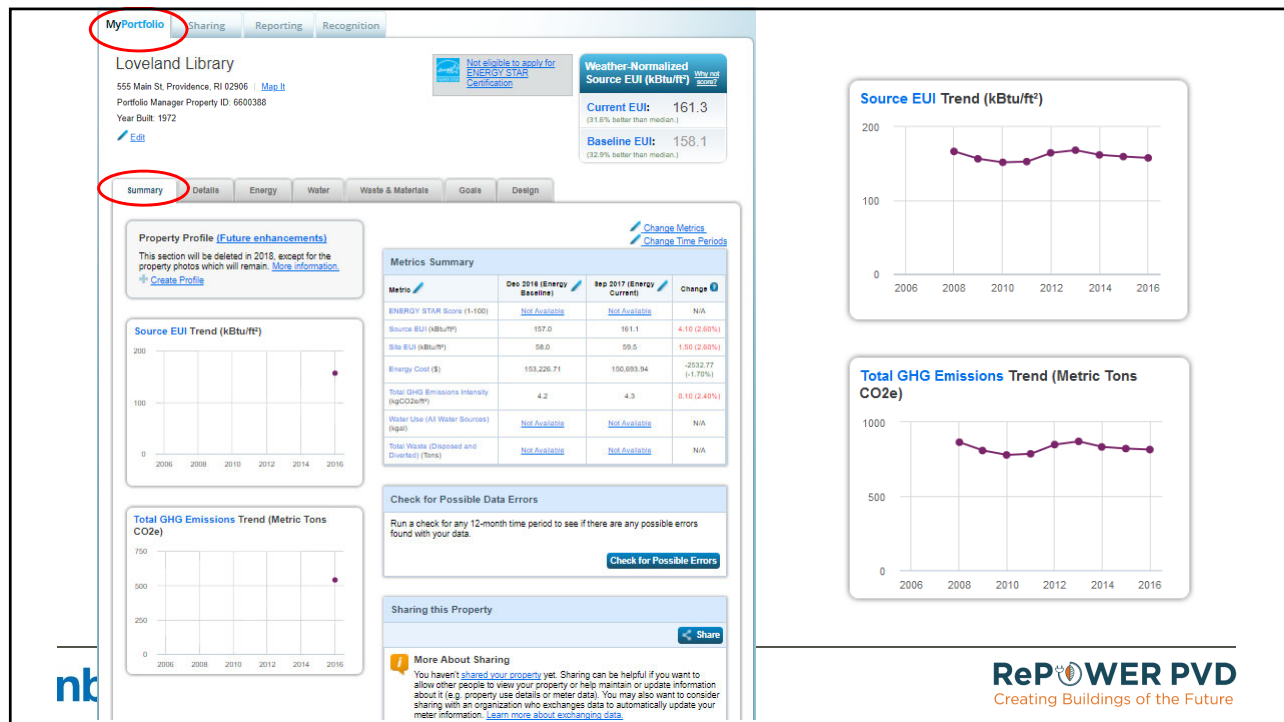 MyPortfolio
Sharing
Reporting
Recognition
Loveland Library
555 Main St, Providence, RI 02906 | Map It
Portfolio Manager Property ID: 6600388
Year Built: 1972
Edit
Not eligible to apply for
ENERGY STAR
Certification
Weather-Normalized
Source EUI (kBtu/ft²)
Why not
score?
Current EUI: 161.3
(31.6% better than median.)
Baseline EUI: 158.1
(32.9% better than median.)
Summary
Details
Energy
Water
Waste & Materials
Goals
Design
Property Profile (Future enhancements)
This section will be deleted in 2018, except for the
property photos which will remain. More information.
Create Profile
Source EUI Trend (kBtu/ft²)
200
100
0
2006 2008 2010 2012 2014 2016
Total GHG Emissions Trend (Metric Tons
CO2e)
750
500
250
0
2006 2008 2010 2012 2014 2016
Change Metrics
Change Time Periods
Metrics Summary
Metric
Dec 2016 (Energy
Baseline)
Sep 2017 (Energy
Current)
Change
ENERGY STAR Score (1-100) Not Available Not Available N/A
Source EUI (kBtu/ft²) 157.0 161.1 4.10 (2.60%)
Site EUI (kBtu/ft²) 58.0 59.5 1.50 (2.60%)
Energy Cost ($) 153,226.71 150,693.94 -2532.77
(-1.70%)
Total GHG Emissions Intensity
(kgCO2e/ft²) 4.2 4.3 0.10 (2.40%)
Water Use (All Water Sources)
(kgal) Not Available Not Available N/A
Total Waste (Disposed and
Diverted) (Tons) Not Available Not Available N/A
Check for Possible Data Errors
Run a check for any 12-month time period to see if there are any possible errors
found with your data.
Check for Possible Errors
Sharing this Property
Share
More About Sharing
You haven't shared your property yet. Sharing can be helpful if you want to
allow other people to view your property or help maintain or update information
about it (e.g. property use details or meter data). You may also want to consider
sharing with an organization who exchanges data to automatically update your
meter information. Learn more about exchanging data.
Source EUI Trend (kBtu/ft²)
200
100
0
2006 2008 2010 2012 2014 2016
Total GHG Emissions Trend (Metric Tons
CO2e)
1000
500
0
2006 2008 2010 2012 2014 2016
RePOWER PVD
Creating Buildings of the Future